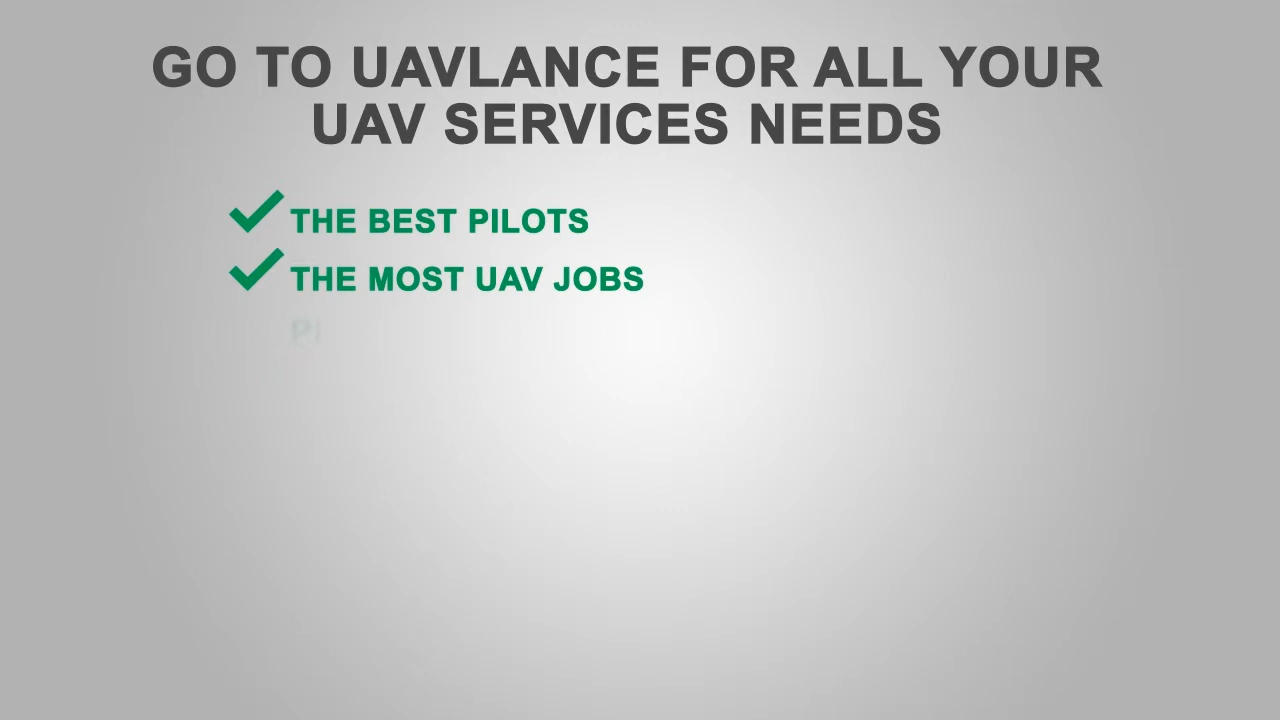 GO TO UAVLANCE FOR ALL YOUR
UAV SERVICES NEEDS
THE BEST PILOTS
THE MOST UAV JOBS